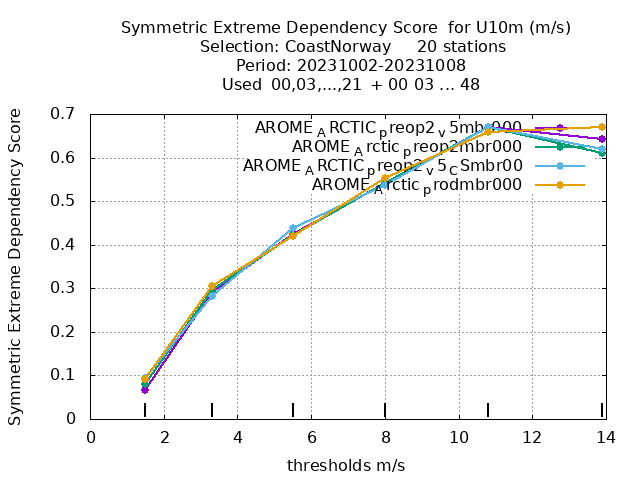 Symmetric Extreme Dependency Score  for U10m (m/s)
Selection: CoastNorway     20 stations
Period: 20231002-20231008
Used  00,03,...,21  + 00 03 ... 48
Symmetric Extreme Dependency Score
0.7
0.6
0.5
0.4
0.3
0.2
0.1
0
AROME_ARCTIC_preop2_v5mbr000
AROME_Arctic_preop2mbr000
AROME_ARCTIC_preop2_v5_CSmbr00
AROME_Arctic_prodmbr000
0 2 4 6 8 10 12 14
thresholds m/s